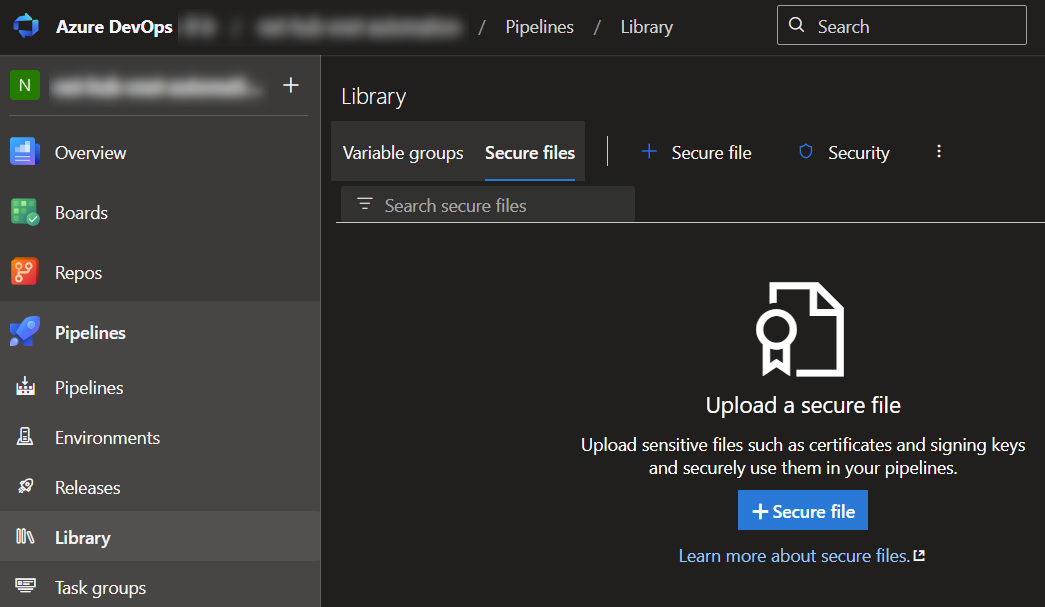 Azure DevOps / Pipelines / Library
Search
N
Overview
Boards
Repos
Pipelines
Pipelines
Environments
Releases
Library
Task groups
Library
Variable groups Secure files Secure file Security
Search secure files
Upload a secure file
Upload sensitive files such as certificates and signing keys
and securely use them in your pipelines.
+ Secure file
Learn more about secure files.